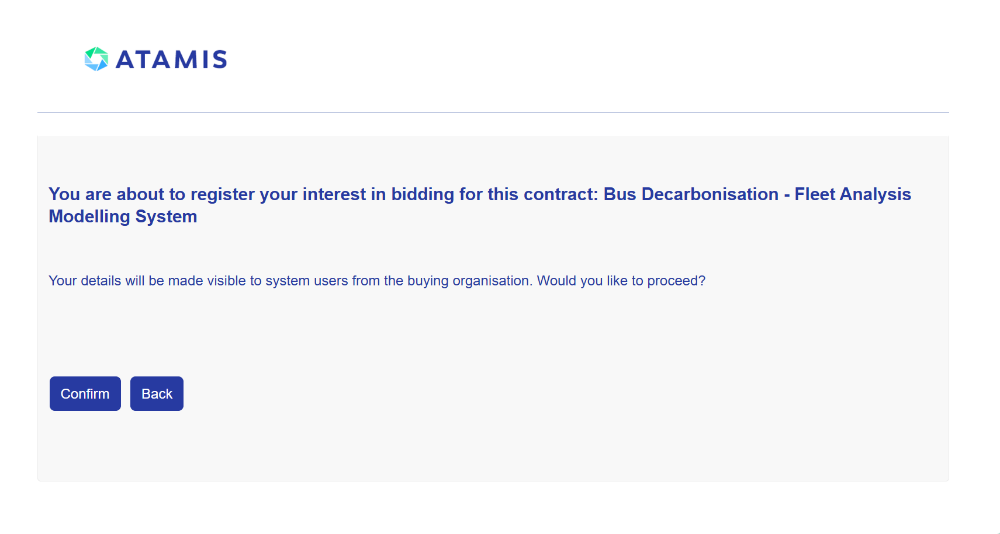 ATAMIS
You are about to register your interest in bidding for this contract: Bus Decarbonisation - Fleet Analysis
Modelling System
Your details will be made visible to system users from the buying organisation. Would you like to proceed?
Confirm Back